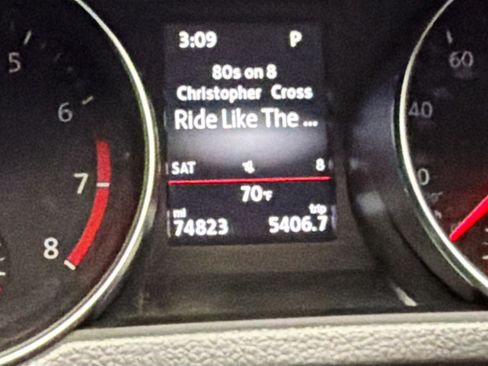 3:09 P
80s on 8
Christopher Cross
Ride Like The ...
SAT 8
70°F
mi trip
74823 5406.7
5
6
7
8
60
40
0